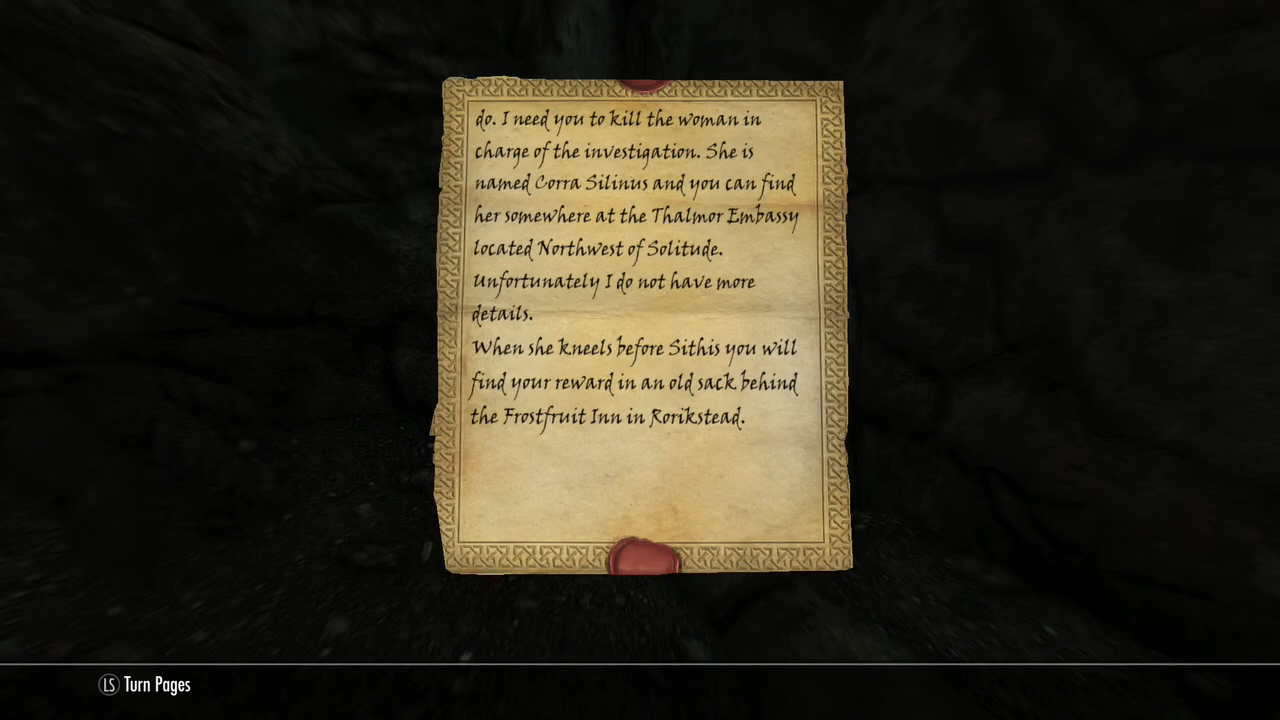 do. I need you to kill the woman in
charge of the investigation. She is
named Corra Silinus and you can find
her somewhere at the Thalmor Embassy
located Northwest of Solitude.
Unfortunately I do not have more
details.
When she kneels before Sithis you will
find your reward in an old sack behind
the Frostfruit Inn in Rorikstead.
LS Turn Pages